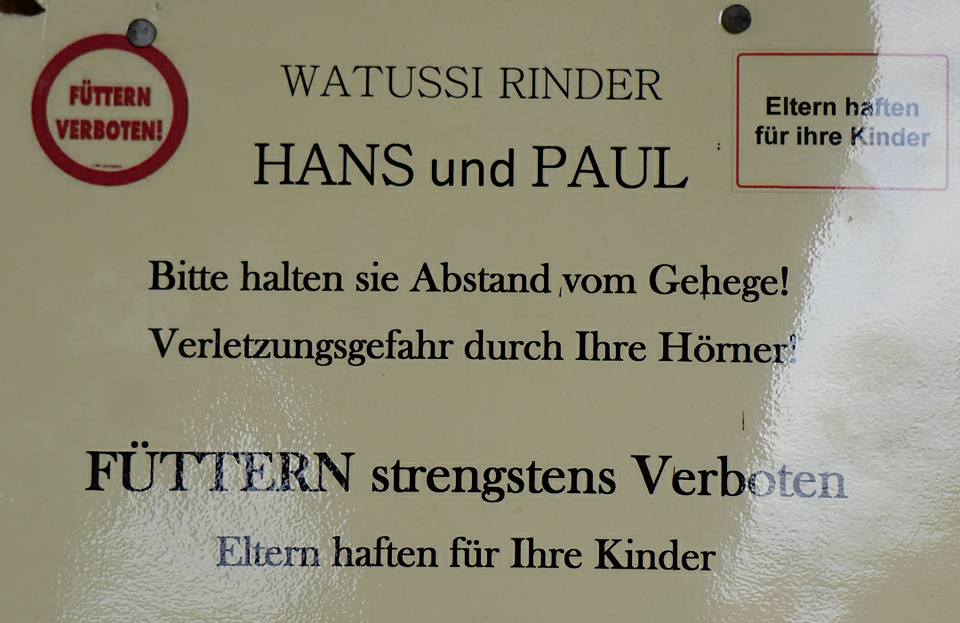 FÜTTERN
VERBOTEN!
WATUSSI RINDER
HANS und PAUL
Eltern haften
für ihre Kinder
Bitte halten sie Abstand vom Gehege!
Verletzungsgefahr durch Ihre Hörner!
FÜTTERN strengstens Verboten
Eltern haften für Ihre Kinder